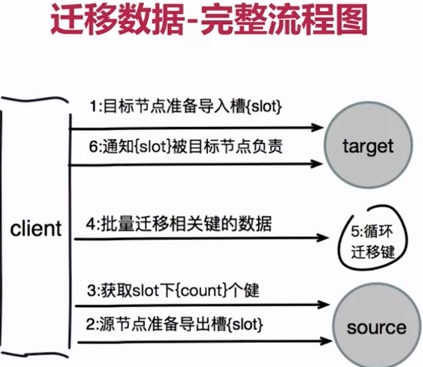 迁移数据-完整流程图
1:目标节点准备导入槽{slot}
6:通知{slot}被目标节点负责
target
client
4:批量迁移相关键的数据
5:循环
迁移键
3:获取slot下{count}个健
2:源节点准备导出槽{slot}
source